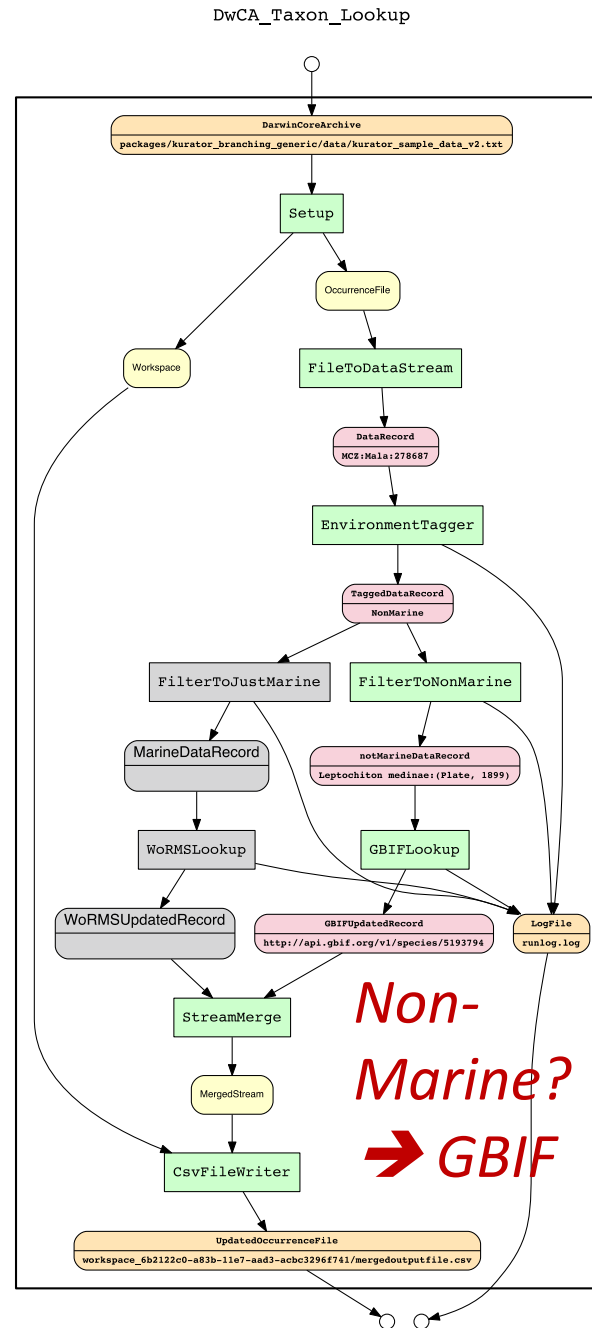 DwCA_Taxon_Lookup
DarwinCoreArchive
packages/kurator_branching_generic/data/kurator_sample_data_v2.txt
Setup
OccurrenceFile
Workspace
FileToDataStream
DataRecord
MCZ:Mala:278687
EnvironmentTagger
TaggedDataRecord
NonMarine
FilterToJustMarine
FilterToNonMarine
MarineDataRecord
notMarineDataRecord
Leptochiton medinae:(Plate, 1899)
WoRMSLookup
GBIFLookup
WoRMSUpdatedRecord
GBIFUpdatedRecord
http://api.gbif.org/v1/species/5193794
LogFile
runlog.log
StreamMerge
Non-
Marine?
➔ GBIF
MergedStream
CsvFileWriter
UpdatedOccurrenceFile
workspace_6b2122c0-a83b-11e7-aad3-acbc3296f741/mergedoutputfile.csv